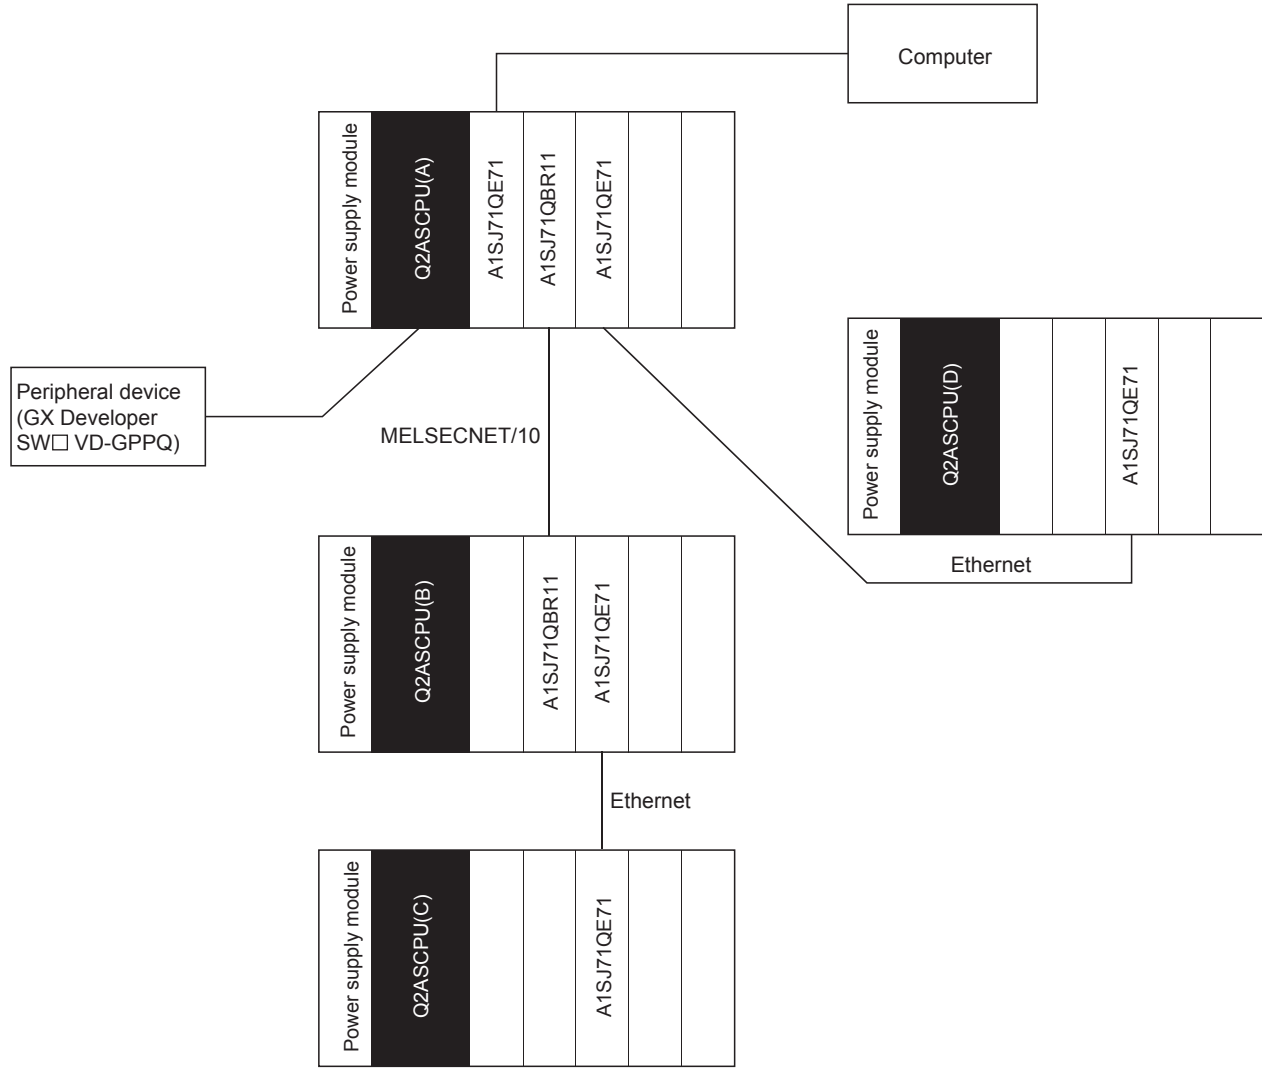 Computer
Power supply module
Q2ASCPU(A)
A1SJ71QE71
A1SJ71QBR11
A1SJ71QE71
Peripheral device
(GX Developer
SW□ VD-GPPQ)
MELSECNET/10
Power supply module
Q2ASCPU(D)
A1SJ71QE71
Ethernet
Power supply module
Q2ASCPU(B)
A1SJ71QBR11
A1SJ71QE71
Ethernet
Power supply module
Q2ASCPU(C)
A1SJ71QE71